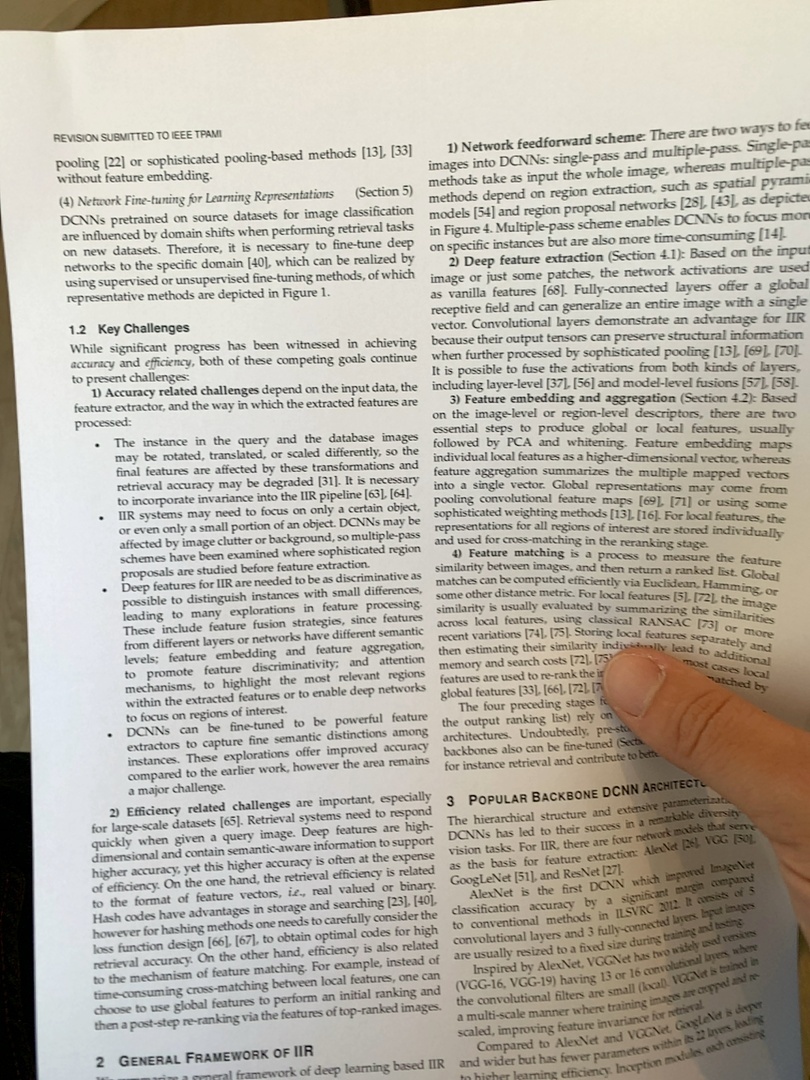 REVISION SUBMITTED TO IEEE TPAMI
pooling [22] or sophisticated pooling-based methods [13], [33]
without feature embedding.
(4) Network Fine-tuning for Learning Representations (Section 5)
DCNNs pretrained on source datasets for image classification
are influenced by domain shifts when performing retrieval tasks
on new datasets. Therefore, it is necessary to fine-tune deep
networks to the specific domain [40], which can be realized by
using supervised or unsupervised fine-tuning methods, of which
representative methods are depicted in Figure 1.
1.2 Key Challenges
While significant progress has been witnessed in achieving
accuracy and efficiency, both of these competing goals continue
to present challenges:
1) Accuracy related challenges depend on the input data, the
feature extractor, and the way in which the extracted features are
processed:
• The instance in the query and the database images
may be rotated, translated, or scaled differently, so the
final features are affected by these transformations and
retrieval accuracy may be degraded [31]. It is necessary
to incorporate invariance into the IIR pipeline [63], [64].
• IIR systems may need to focus on only a certain object,
or even only a small portion of an object. DCNNs may be
affected by image clutter or background, so multiple-pass
schemes have been examined where sophisticated region
proposals are studied before feature extraction.
• Deep features for IIR are needed to be as discriminative as
possible to distinguish instances with small differences,
leading to many explorations in feature processing.
These include feature fusion strategies, since features
from different layers or networks have different semantic
levels; feature embedding and feature aggregation,
to promote feature discriminativity; and attention
mechanisms, to highlight the most relevant regions
within the extracted features or to enable deep networks
to focus on regions of interest.
• DCNNs can be fine-tuned to be powerful feature
extractors to capture fine semantic distinctions among
instances. These explorations offer improved accuracy
compared to the earlier work, however the area remains
a major challenge.
2) Efficiency related challenges are important, especially
for large-scale datasets [65]. Retrieval systems need to respond
quickly when given a query image. Deep features are high-
dimensional and contain semantic-aware information to support
higher accuracy, yet this higher accuracy is often at the expense
of efficiency. On the one hand, the retrieval efficiency is related
to the format of feature vectors, i.e., real valued or binary.
Hash codes have advantages in storage and searching [23], [40],
however for hashing methods one needs to carefully consider the
loss function design [66], [67], to obtain optimal codes for high
retrieval accuracy. On the other hand, efficiency is also related
to the mechanism of feature matching. For example, instead of
time-consuming cross-matching between local features, one can
choose to use global features to perform an initial ranking and
then a post-step re-ranking via the features of top-ranked images.
2 GENERAL FRAMEWORK OF IIR
a general framework of deep learning based IIR
1) Network feedforward scheme: There are two ways to
images into DCNNs: single-pass and multiple-pass.
methods take as input the whole image, whereas
methods depend on region extraction, such as spatial
models [54] and region proposal networks [28], [43], as
in Figure 4. Multiple-pass scheme enables DCNNs to focus
on specific instances but are also more time-consuming [14].
2) Deep feature extraction (Section 4.1): Based on the input
image or just some patches, the network activations are used
as vanilla features [68]. Fully-connected layers offer a global
receptive field and can generalize an entire image with a single
vector. Convolutional layers demonstrate an advantage for IIR
because their output tensors can preserve structural information
when further processed by sophisticated pooling [13], [69], [70].
It is possible to fuse the activations from both kinds of layers,
including layer-level [37], [56] and model-level fusions [57], [58].
3) Feature embedding and aggregation (Section 4.2): Based
on the image-level or region-level descriptors, there are two
essential steps to produce global or local features, usually
followed by PCA and whitening. Feature embedding maps
individual local features as a higher-dimensional vector, whereas
feature aggregation summarizes the multiple mapped vectors
into a single vector. Global representations may come from
pooling convolutional feature maps [69], [71] or using some
sophisticated weighting methods [13], [16]. For local features, the
representations for all regions of interest are stored individually
and used for cross-matching in the reranking stage.
4) Feature matching is a process to measure the feature
similarity between images, and then return a ranked list. Global
matches can be computed efficiently via Euclidean, Hamming, or
some other distance metric. For local features [5], [72], the image
similarity is usually evaluated by summarizing the similarities
across local features, using classical RANSAC [73] or more
recent variations [74], [75]. Storing local features separately and
then estimating their similarity individually lead to additional
memory and search costs [72], [75] most cases local
features are used to re-rank the matched by
global features [33], [66], [72],
The four preceding stages
the output ranking list) rely on
architectures. Undoubtedly,
backbones also can be fine-tuned
for instance retrieval and contribute to
3 POPULAR BACKBONE DCNN
The hierarchical structure and extensive
DCNNs has led to their success in a remarkable diversity
vision tasks. For IIR, there are four network models that serve
as the basis for feature extraction: AlexNet [26], VGG [50],
GoogLeNet [51], and ResNet [27].
AlexNet is the first DCNN which improved ImageNet
classification accuracy by a significant margin compared
to conventional methods in ILSVRC 2012. It consists of 5
convolutional layers and 3 fully-connected layers. Input images
are usually resized to a fixed size during training and testing.
Inspired by AlexNet, VGGNet has two widely used versions
(VGG-16, VGG-19) having 13 or 16 convolutional layers, where
the convolutional filters are small (local). VGGNet is trained in
a multi-scale manner where training images are cropped and re-
scaled, improving feature invariance for retrieval.
Compared to AlexNet and VGGNet, GoogLeNet is deeper
and wider but has fewer parameters within its 22 layers, leading
to higher learning efficiency. Inception modules, each consisting